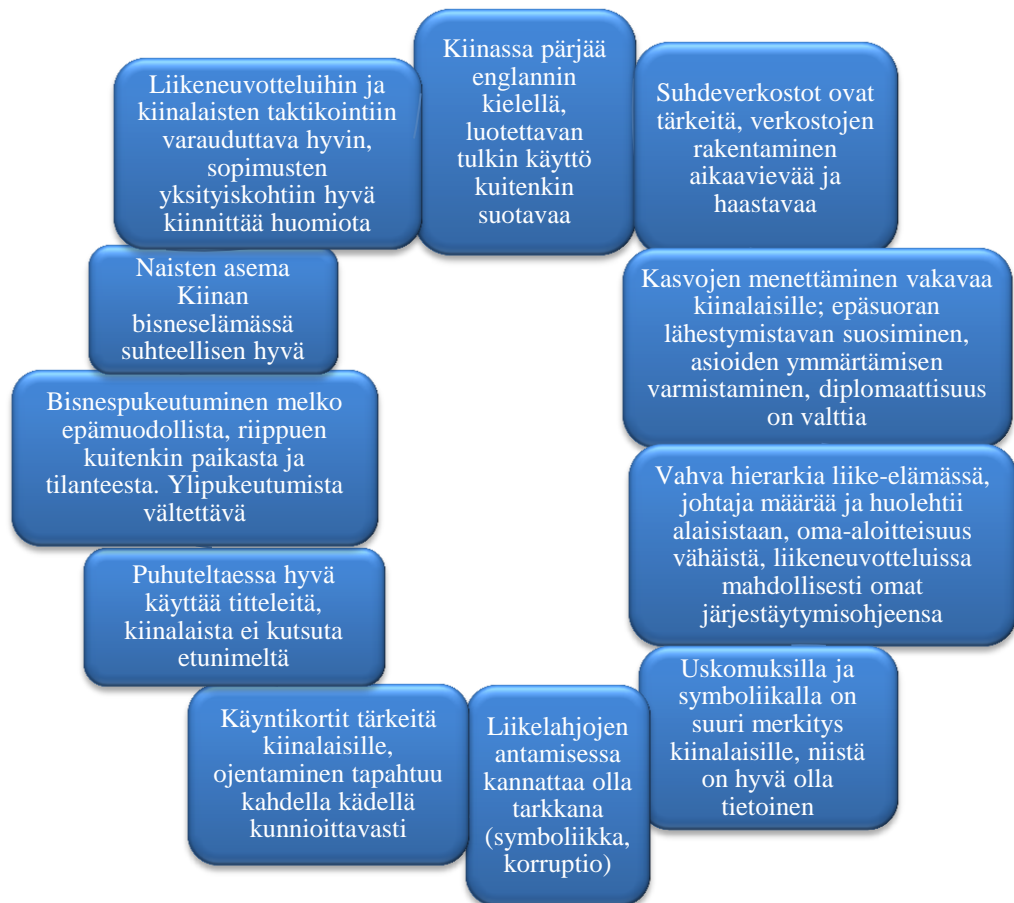 Kiinassa pärjää
englannin
kielellä,
luotettavan
tulkin käyttö
kuitenkin
suotavaa
Suhdeverkostot ovat
tärkeitä, verkostojen
rakentaminen
aikaavievää ja
haastavaa
Kasvojen menettäminen vakavaa
kiinalaisille; epäsuoran
lähestymistavan suosiminen,
asioiden ymmärtämisen
varmistaminen, diplomaattisuus
on valttia
Vahva hierarkia liike-elämässä,
johtaja määrää ja huolehtii
alaisistaan, oma-aloitteisuus
vähäistä, liikeneuvotteluissa
mahdollisesti omat
järjestäytymisohjeensa
Uskomuksilla ja
symboliikalla on
suuri merkitys
kiinalaisille, niistä
on hyvä olla
tietoinen
Liikelahjojen
antamisessa
kannattaa olla
tarkkana
(symboliikka,
korruptio)
Käyntikortit tärkeitä
kiinalaisille,
ojentaminen tapahtuu
kahdella kädellä
kunnioittavasti
Puhuteltaessa hyvä
käyttää titteleitä,
kiinalaista ei kutsuta
etunimeltä
Bisnespukeutuminen melko
epämuodollista, riippuen
kuitenkin paikasta ja
tilanteesta. Ylipukeutumista
vältettävä
Naisten asema
Kiinan
bisneselämässä
suhteellisen hyvä
Liikeneuvotteluihin ja
kiinalaisten taktikointiin
varauduttava hyvin,
sopimusten
yksityiskohtiin hyvä
kiinnittää huomiota